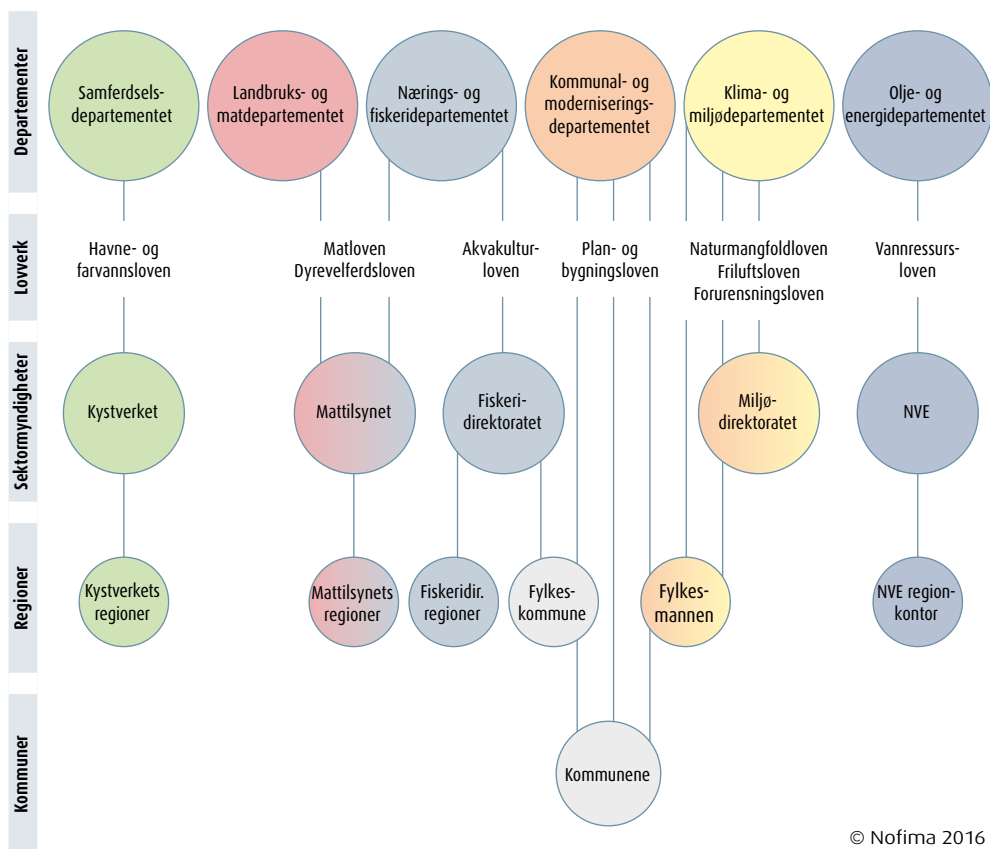 Departementer
Samferdsels-
departementet
Landbruks- og
matdepartementet
Nærings- og
fiskeridepartementet
Kommunal- og
moderniserings-
departementet
Klima- og
miljødepartementet
Olje- og
energidepartementet
Lovverk
Havne- og
farvannsloven
Matloven
Dyrevelferdsloven
Akvakultur-
loven
Plan- og
bygningsloven
Naturmangfoldloven
Friluftsloven
Forurensningsloven
Vannressurs-
loven
Sektormyndigheter
Kystverket
Mattilsynet
Fiskeri-
direktoratet
Miljø-
direktoratet
NVE
Regioner
Kystverkets
regioner
Mattilsynets
regioner
Fiskeridir.
regioner
Fylkes-
kommune
Fylkes-
mannen
NVE region-
kontor
Kommuner
Kommunene
© Nofima 2016